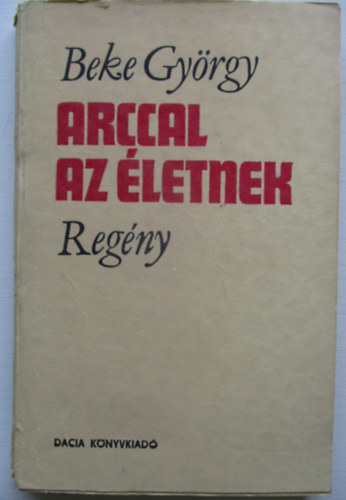 Beke György
ARCCAL
AZ ÉLETNEK
Regény
DACIA KÖNYVKIADÓ